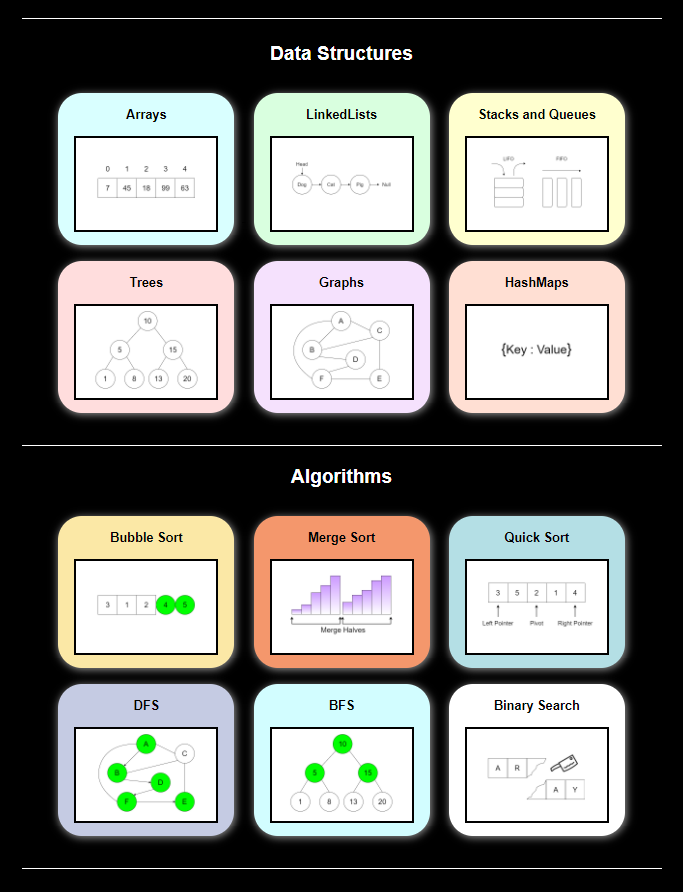 Data Structures
Arrays
LinkedLists
Stacks and Queues
0 1 2 3 4
7 45 18 99 63
Head
Dog Cat Pig Null
LIFO FIFO
Trees
Graphs
HashMaps
10
5 15
1 8 13 20
A
C
B
D
F E
{Key : Value}
Algorithms
Bubble Sort
Merge Sort
Quick Sort
3 1 2 4 5
Merge Halves
3 5 2 1 4
Left Pointer Pivot Right Pointer
DFS
BFS
Binary Search
A
C
B
D
F E
10
5 15
1 8 13 20
A R
A Y